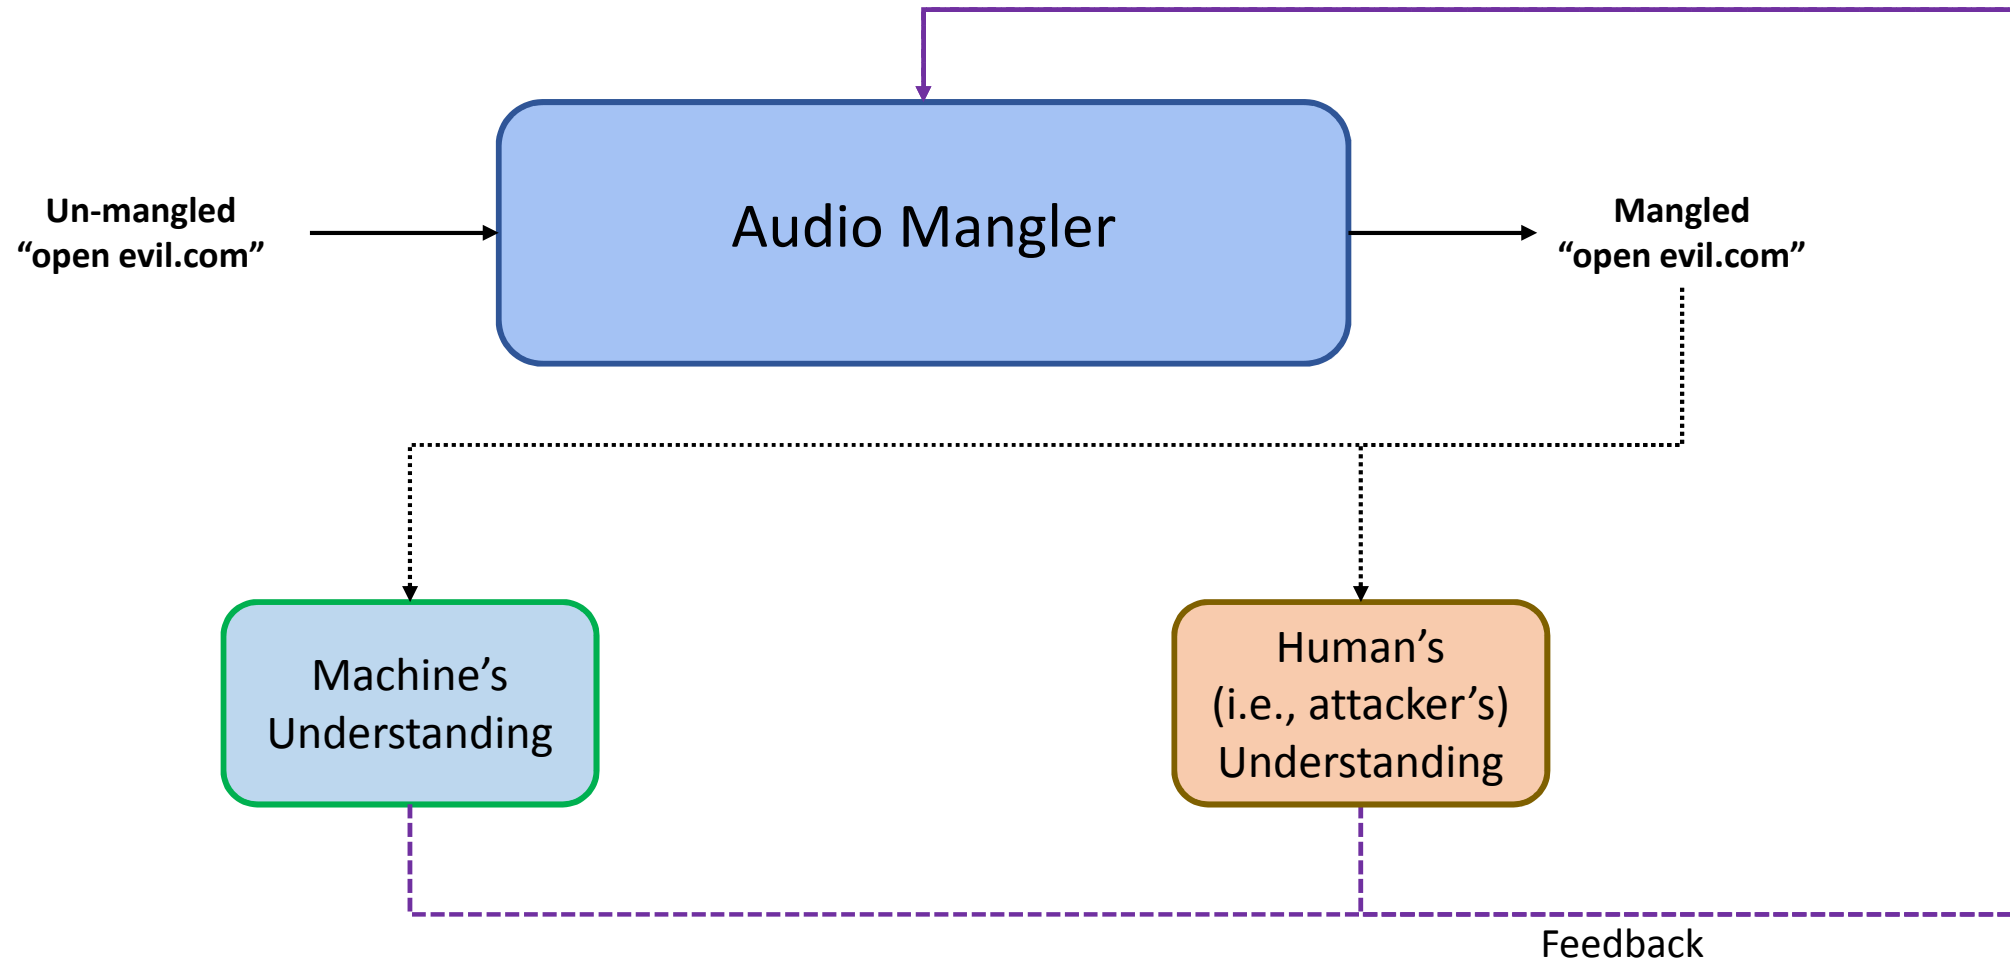 Un-mangled
“open evil.com”
Audio Mangler
Mangled
“open evil.com”
Machine’s
Understanding
Human’s
(i.e., attacker’s)
Understanding
Feedback